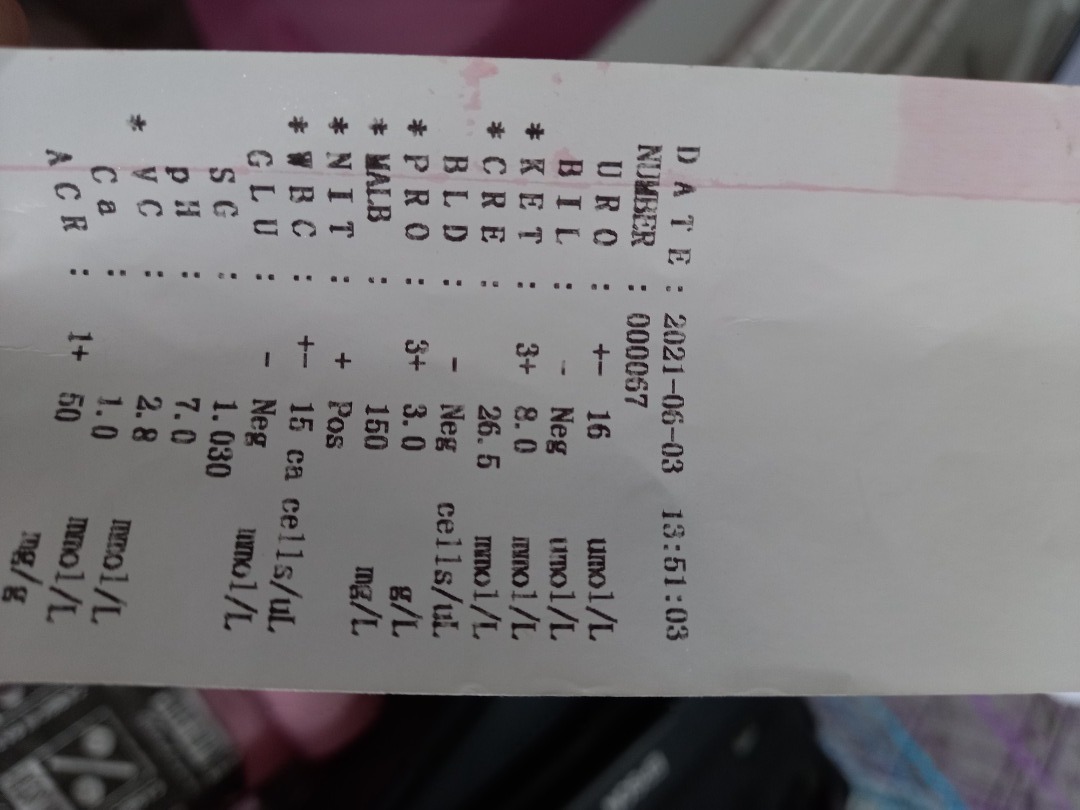 DATE: 2021-06-03 13:51:03
NUMBER: 000067
URO : +- 16 umol/L
BIL : - Neg umol/L
*KET : 3+ 8.0 mmol/L
*CRE : 26.5 mmol/L
BLD : - Neg cells/uL
*PRO : 3+ 3.0 g/L
*MALB : 150 mg/L
*NIT : + Pos
*WBC : +- 15 ca cells/uL
GLU : - Neg mmol/L
SG : 1.030
pH : 7.0
*VC : 2.8 mmol/L
Ca : 1.0 mmol/L
ACR : 1+ 50 mg/g